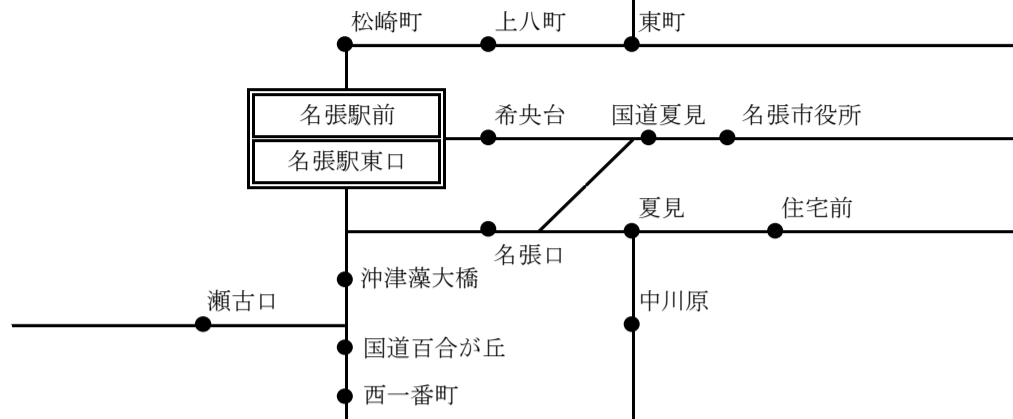 松崎町
上八町
東町
名張駅前
希央台
国道夏見
名張市役所
名張駅東口
夏見
住宅前
名張口
沖津藻大橋
瀬古口
中川原
国道百合が丘
西一番町